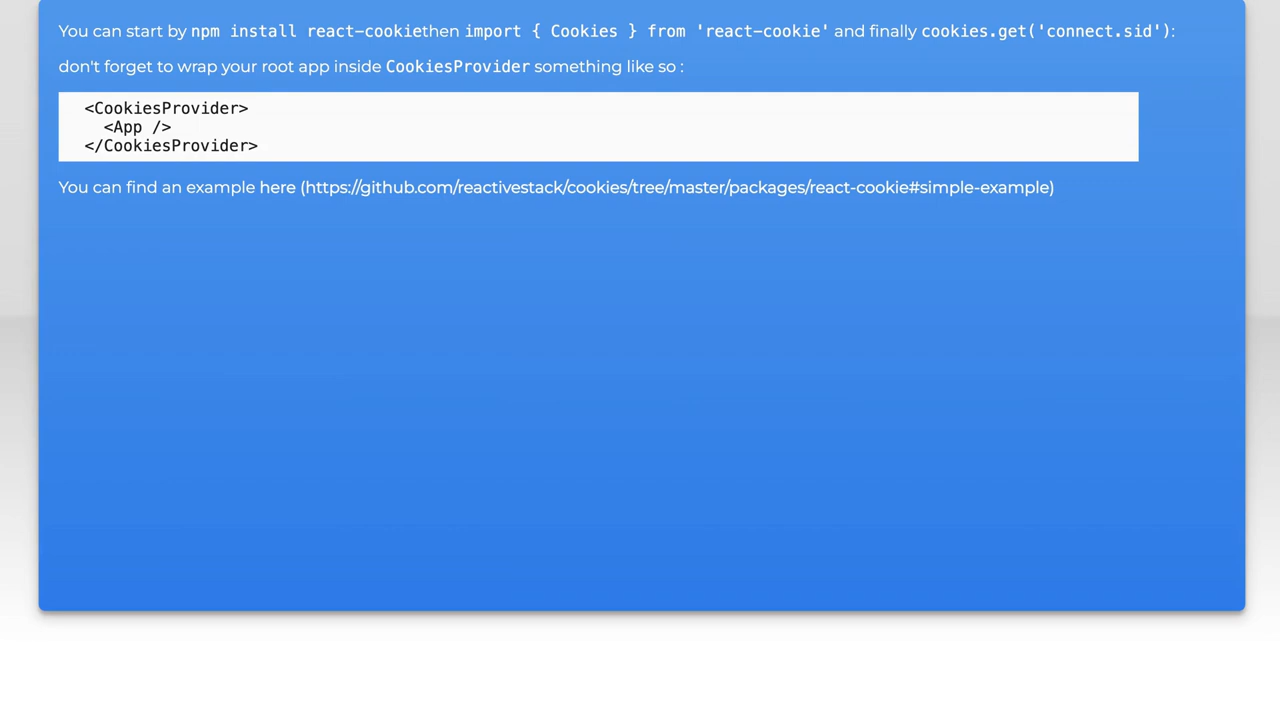 You can start by npm install react-cookiethen import { Cookies } from 'react-cookie' and finally cookies.get('connect.sid'):
don't forget to wrap your root app inside CookiesProvider something like so :
<CookiesProvider>
  <App />
</CookiesProvider>
You can find an example here (https://github.com/reactivestack/cookies/tree/master/packages/react-cookie#simple-example)